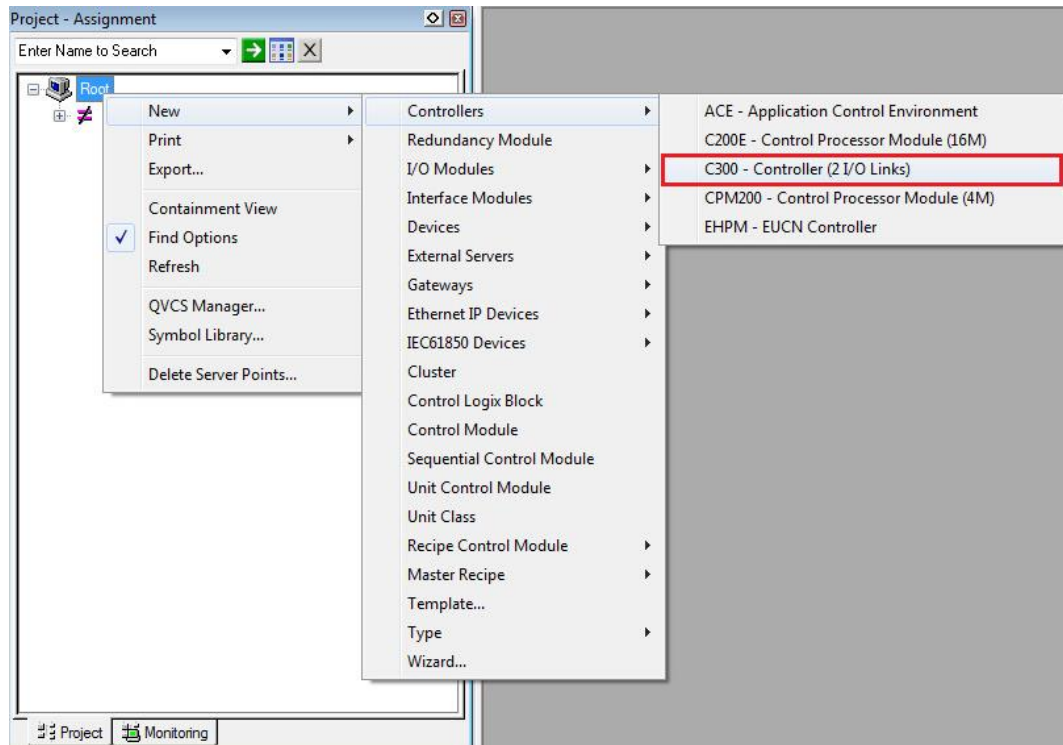 Project - Assignment
Enter Name to Search
Root
New
Print
Export...
Containment View
Find Options
Refresh
QVCS Manager...
Symbol Library...
Delete Server Points...
Controllers
Redundancy Module
I/O Modules
Interface Modules
Devices
External Servers
Gateways
Ethernet IP Devices
IEC61850 Devices
Cluster
Control Logix Block
Control Module
Sequential Control Module
Unit Control Module
Unit Class
Recipe Control Module
Master Recipe
Template...
Type
Wizard...
ACE - Application Control Environment
C200E - Control Processor Module (16M)
C300 - Controller (2 I/O Links)
CPM200 - Control Processor Module (4M)
EHPM - EUCN Controller
Project Monitoring